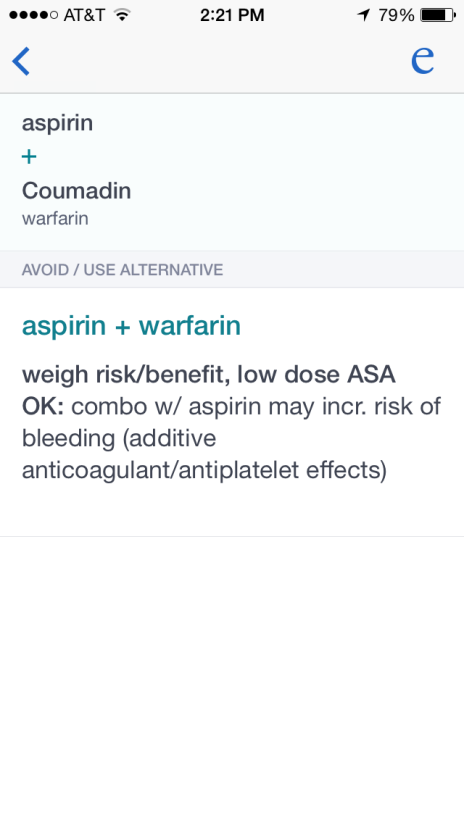 AT&T 2:21 PM 79%
e
aspirin
+
Coumadin
warfarin
AVOID / USE ALTERNATIVE
aspirin + warfarin
weigh risk/benefit, low dose ASA
OK: combo w/ aspirin may incr. risk of
bleeding (additive
anticoagulant/antiplatelet effects)